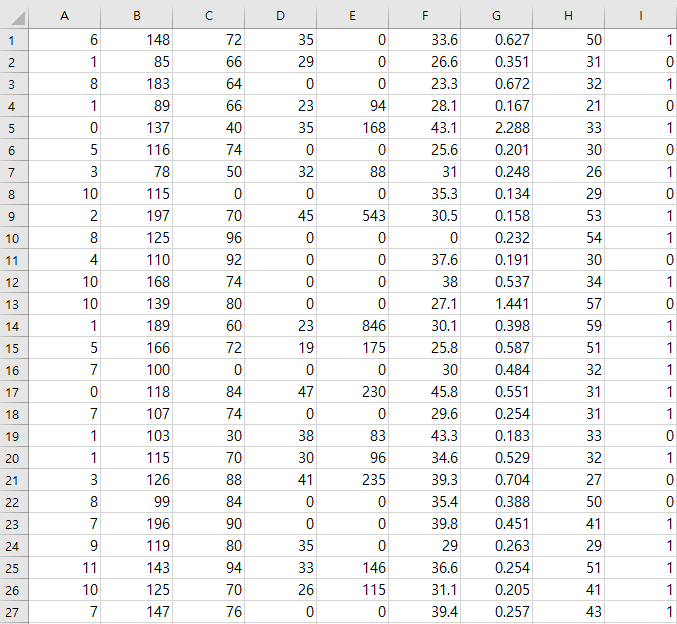 A B C D E F G H I
1 6 148 72 35 0 33.6 0.627 50 1
2 1 85 66 29 0 26.6 0.351 31 0
3 8 183 64 0 0 23.3 0.672 32 1
4 1 89 66 23 94 28.1 0.167 21 0
5 0 137 40 35 168 43.1 2.288 33 1
6 5 116 74 0 0 25.6 0.201 30 0
7 3 78 50 32 88 31 0.248 26 1
8 10 115 0 0 0 35.3 0.134 29 0
9 2 197 70 45 543 30.5 0.158 53 1
10 8 125 96 0 0 0 0.232 54 1
11 4 110 92 0 0 37.6 0.191 30 0
12 10 168 74 0 0 38 0.537 34 1
13 10 139 80 0 0 27.1 1.441 57 0
14 1 189 60 23 846 30.1 0.398 59 1
15 5 166 72 19 175 25.8 0.587 51 1
16 7 100 0 0 0 30 0.484 32 1
17 0 118 84 47 230 45.8 0.551 31 1
18 7 107 74 0 0 29.6 0.254 31 1
19 1 103 30 38 83 43.3 0.183 33 0
20 1 115 70 30 96 34.6 0.529 32 1
21 3 126 88 41 235 39.3 0.704 27 0
22 8 99 84 0 0 35.4 0.388 50 0
23 7 196 90 0 0 39.8 0.451 41 1
24 9 119 80 35 0 29 0.263 29 1
25 11 143 94 33 146 36.6 0.254 51 1
26 10 125 70 26 115 31.1 0.205 41 1
27 7 147 76 0 0 39.4 0.257 43 1